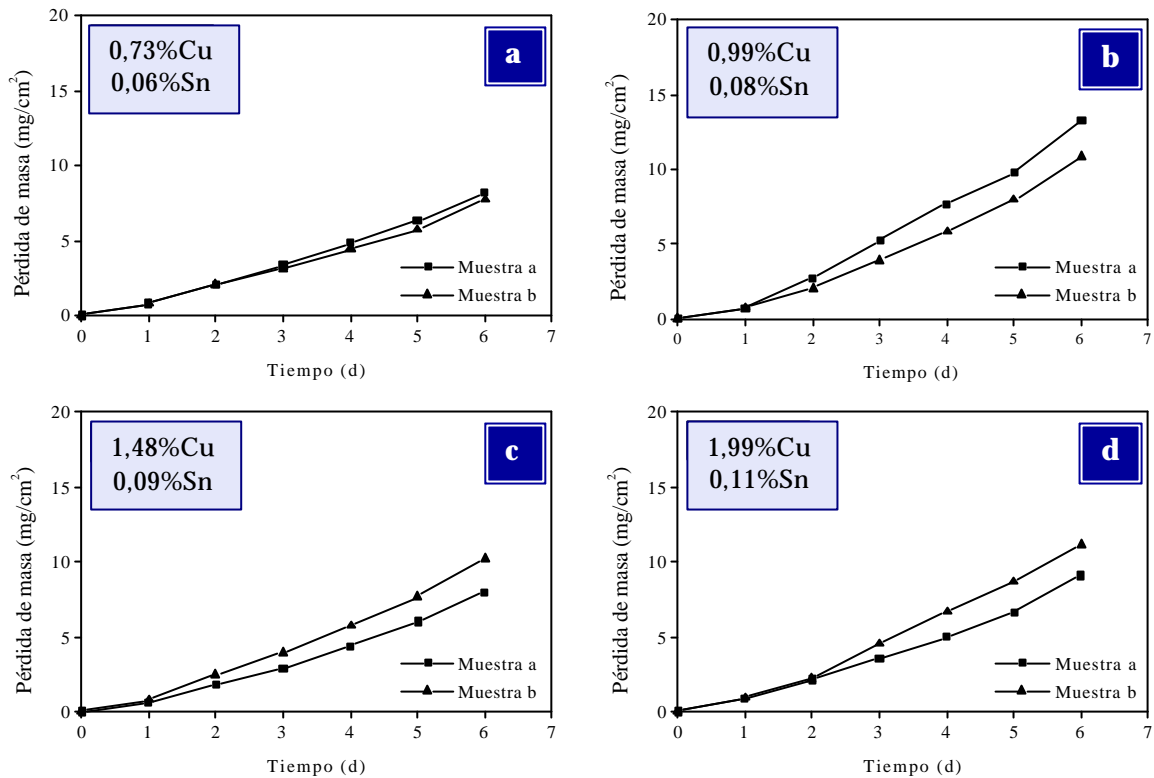 20
15
10
5
0
0 1 2 3 4 5 6 7
Pérdida de masa (mg/cm²)
Tiempo (d)
0,73%Cu
0,06%Sn
a
Muestra a
Muestra b
20
15
10
5
0
0 1 2 3 4 5 6 7
Pérdida de masa (mg/cm²)
Tiempo (d)
0,99%Cu
0,08%Sn
b
Muestra a
Muestra b
20
15
10
5
0
0 1 2 3 4 5 6 7
Pérdida de masa (mg/cm²)
Tiempo (d)
1,48%Cu
0,09%Sn
c
Muestra a
Muestra b
20
15
10
5
0
0 1 2 3 4 5 6 7
Pérdida de masa (mg/cm²)
Tiempo (d)
1,99%Cu
0,11%Sn
d
Muestra a
Muestra b